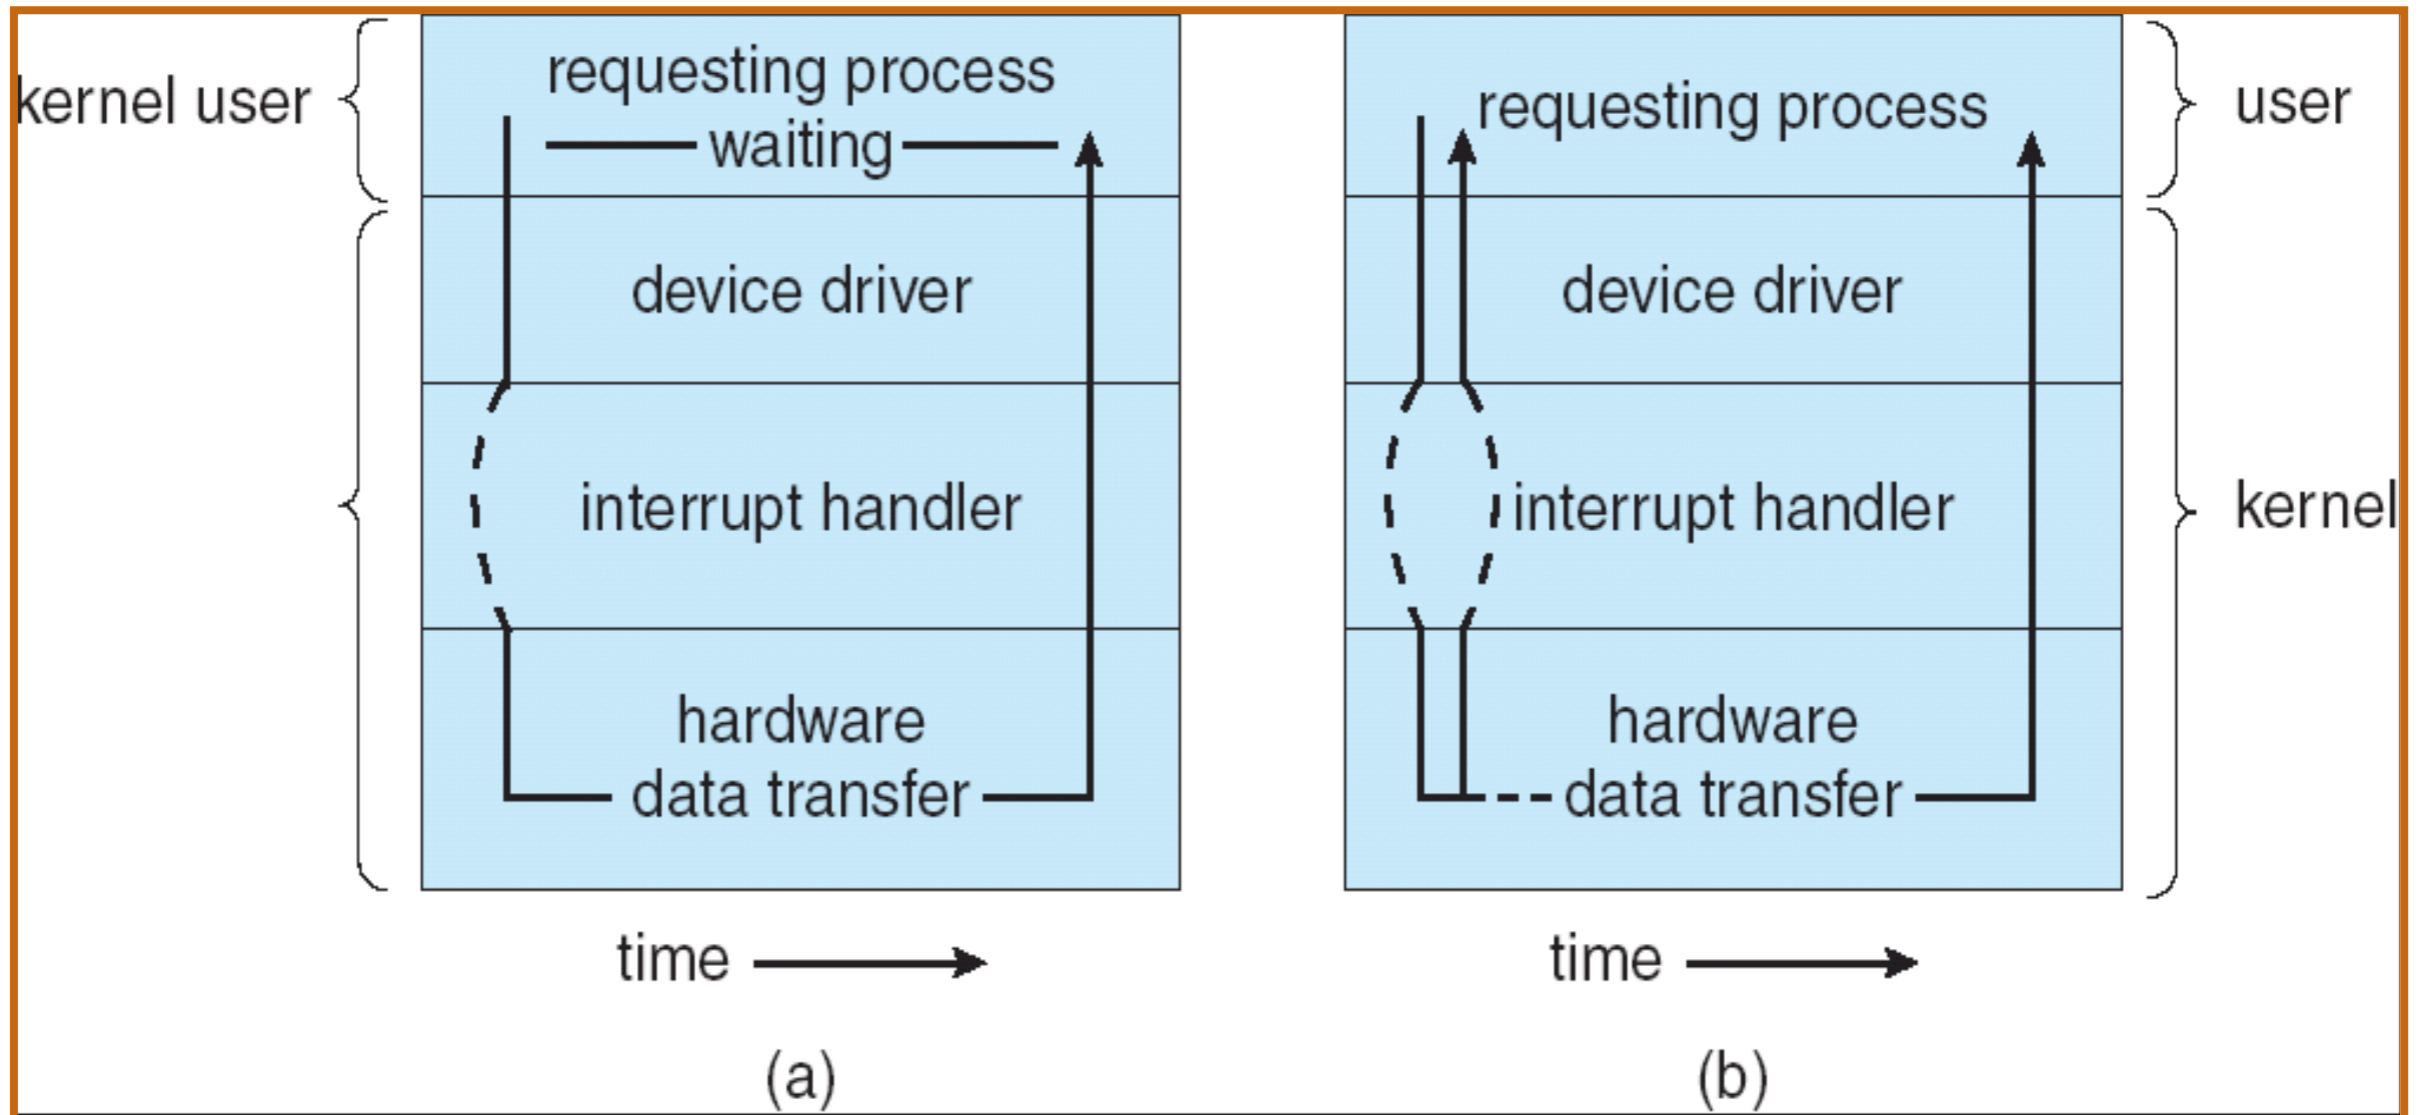 kernel user
requesting process
waiting
device driver
interrupt handler
hardware
data transfer
time
(a)
requesting process
device driver
interrupt handler
hardware
data transfer
time
(b)
user
kernel